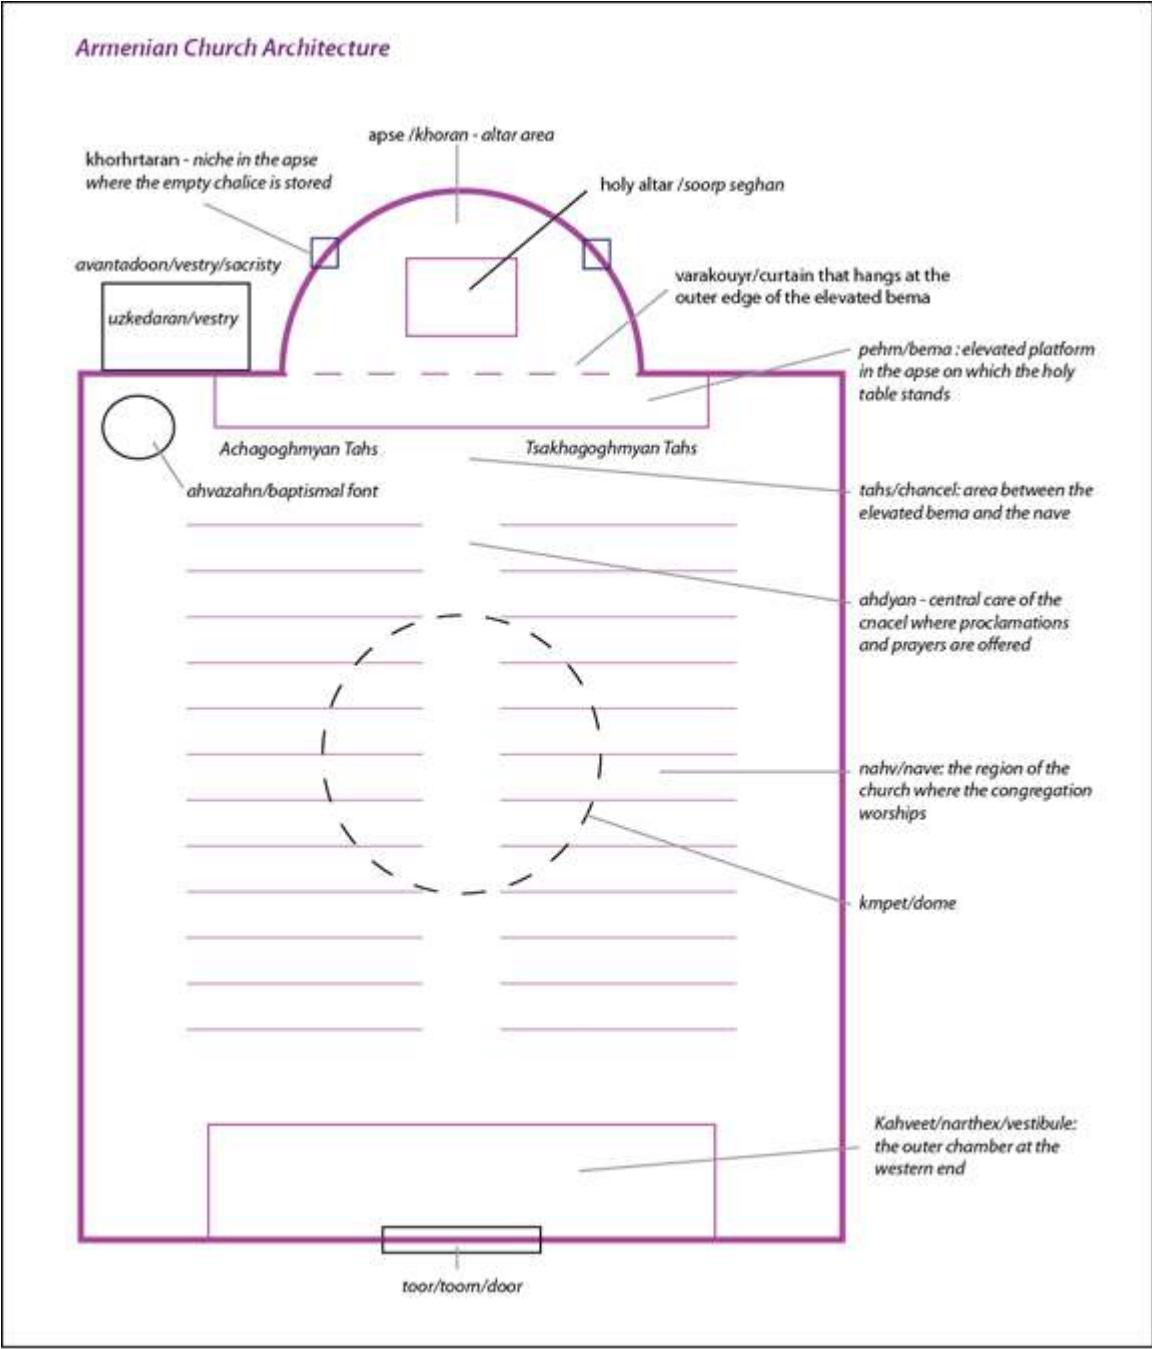 Armenian Church Architecture
apse /khoran - altar area
khorhrtaran - niche in the apse
where the empty chalice is stored
holy altar /soorp seghan
avantadoon/vestry/sacristy
uzkedaran/vestry
varakouyr/curtain that hangs at the
outer edge of the elevated bema
pehm/bema : elevated platform
in the apse on which the holy
table stands
Achagoghmyan Tahs
Tsakhagoghmyan Tahs
ahvazahn/baptismal font
tahs/chancel: area between the
elevated bema and the nave
ahdyan - central care of the
cnacel where proclamations
and prayers are offered
nahv/nave: the region of the
church where the congregation
worships
kmpet/dome
Kahveet/narthex/vestibule:
the outer chamber at the
western end
toor/toorn/door